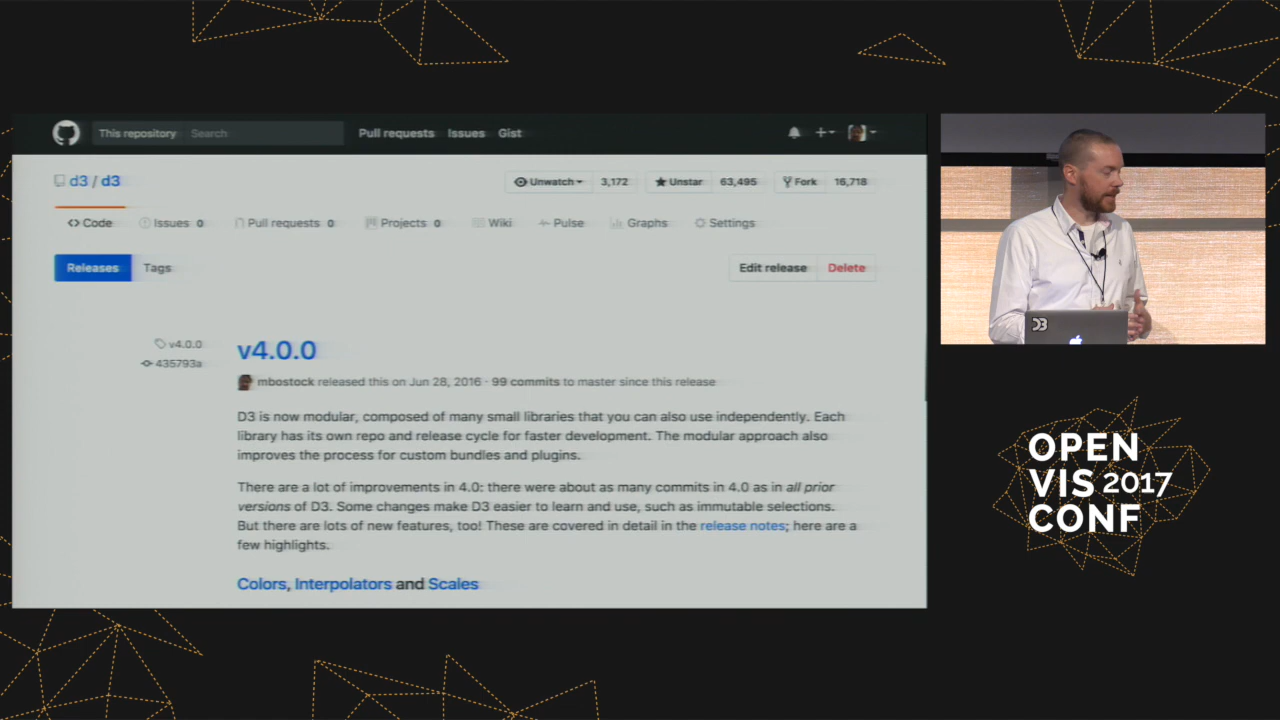 This repository Search Pull requests Issues Gist
d3 / d3 Unwatch 3,172 Unstar 63,495 Fork 16,718
Code Issues 0 Pull requests 0 Projects 0 Wiki Pulse Graphs Settings
Releases Tags Edit release Delete
v4.0.0
435793a
v4.0.0
mbostock released this on Jun 28, 2016 · 99 commits to master since this release
D3 is now modular, composed of many small libraries that you can also use independently. Each
library has its own repo and release cycle for faster development. The modular approach also
improves the process for custom bundles and plugins.
There are a lot of improvements in 4.0: there were about as many commits in 4.0 as in all prior
versions of D3. Some changes make D3 easier to learn and use, such as immutable selections.
But there are lots of new features, too! These are covered in detail in the release notes; here are a
few highlights.
Colors, Interpolators and Scales
D3
OPEN
VIS 2017
CONF